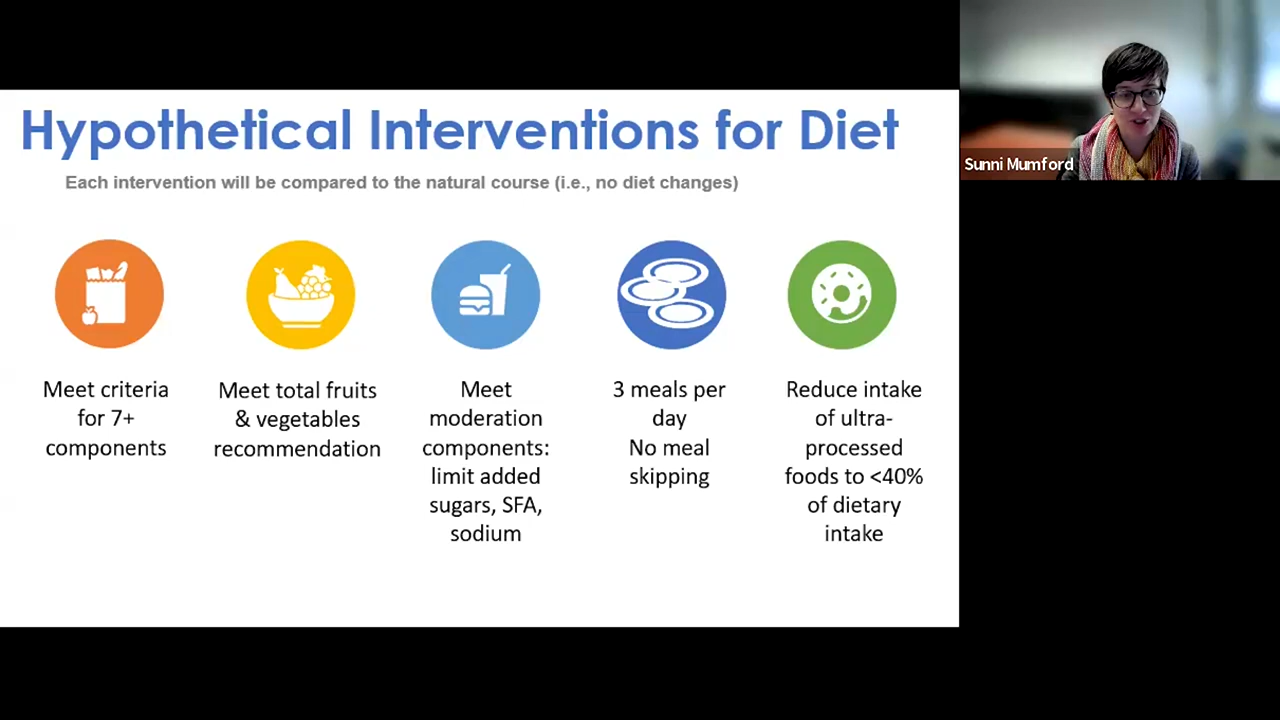 Hypothetical Interventions for Diet
Each intervention will be compared to the natural course (i.e., no diet changes)
Meet criteria
for 7+
components
Meet total fruits
& vegetables
recommendation
Meet
moderation
components:
limit added
sugars, SFA,
sodium
3 meals per
day
No meal
skipping
Reduce intake
of ultra-
processed
foods to <40%
of dietary
intake
Sunni Mumford